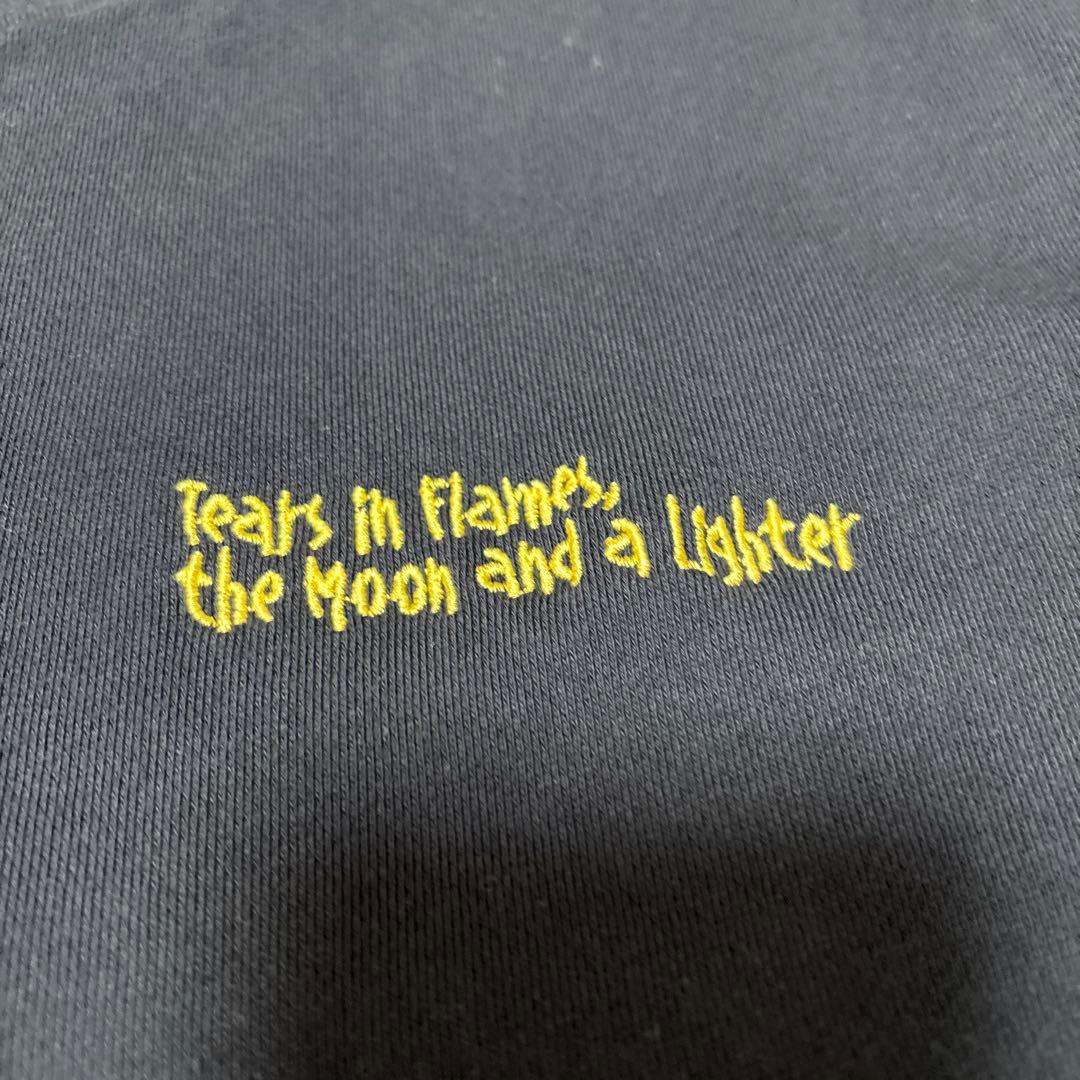 Tears in Flames,
the Moon and a Lighter